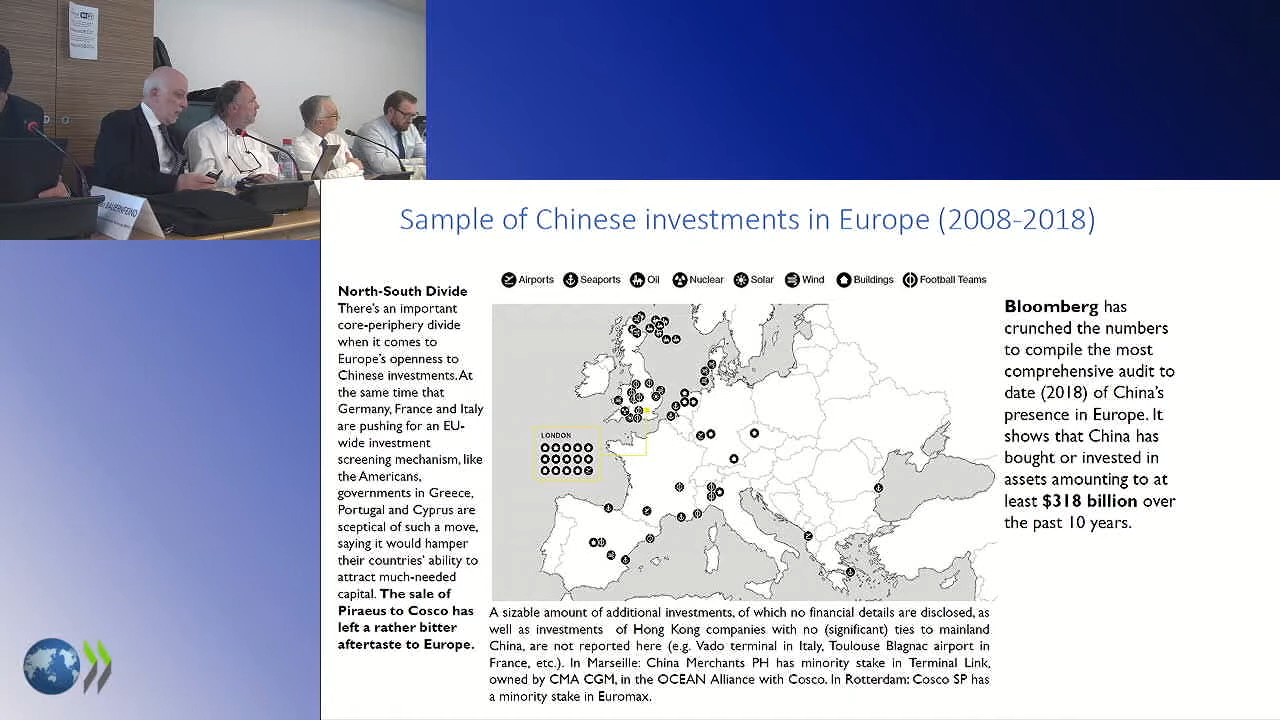 BAUERNFEIND
Sample of Chinese investments in Europe (2008-2018)
Airports Seaports Oil Nuclear Solar Wind Buildings Football Teams
North-South Divide
There's an important
core-periphery divide
when it comes to
Europe's openness to
Chinese investments. At
the same time that
Germany, France and Italy
are pushing for an EU-
wide investment
screening mechanism, like
the Americans,
governments in Greece,
Portugal and Cyprus are
sceptical of such a move,
saying it would hamper
their countries' ability to
attract much-needed
capital. The sale of
Piraeus to Cosco has
left a rather bitter
aftertaste to Europe.
LONDON
Bloomberg has
crunched the numbers
to compile the most
comprehensive audit to
date (2018) of China's
presence in Europe. It
shows that China has
bought or invested in
assets amounting to at
least $318 billion over
the past 10 years.
A sizable amount of additional investments, of which no financial details are disclosed, as
well as investments of Hong Kong companies with no (significant) ties to mainland
China, are not reported here (e.g. Vado terminal in Italy, Toulouse Blagnac airport in
France, etc.). In Marseille: China Merchants PH has minority stake in Terminal Link,
owned by CMA CGM, in the OCEAN Alliance with Cosco. In Rotterdam: Cosco SP has
a minority stake in Euromax.